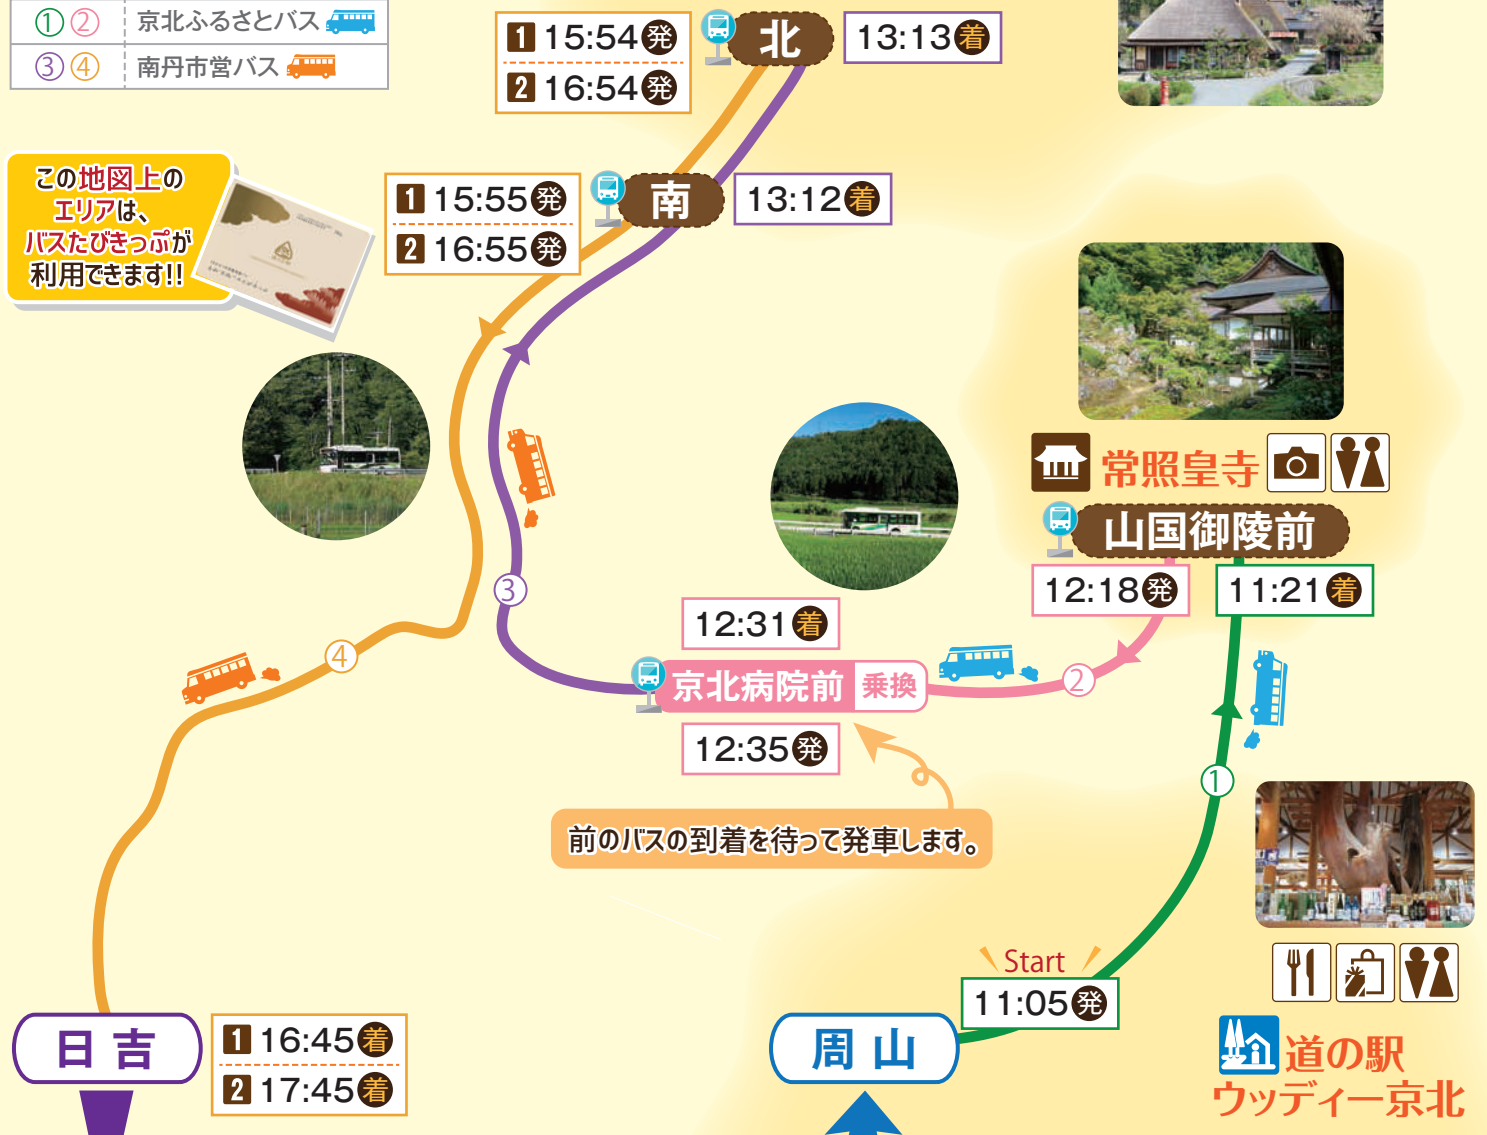 ①② 京北ふるさとバス
③④ 南丹市営バス
1 15:54発
2 16:54発
北
13:13着
この地図上の
エリアは、
バスたびきっぷが
利用できます!!
1 15:55発
2 16:55発
南
13:12着
常照皇寺
山国御陵前
12:18発
11:21着
③
12:31着
④
京北病院前 乗換
②
12:35発
①
前のバスの到着を待って発車します。
Start
11:05発
日吉
1 16:45着
2 17:45着
周山
道の駅
ウッディー京北